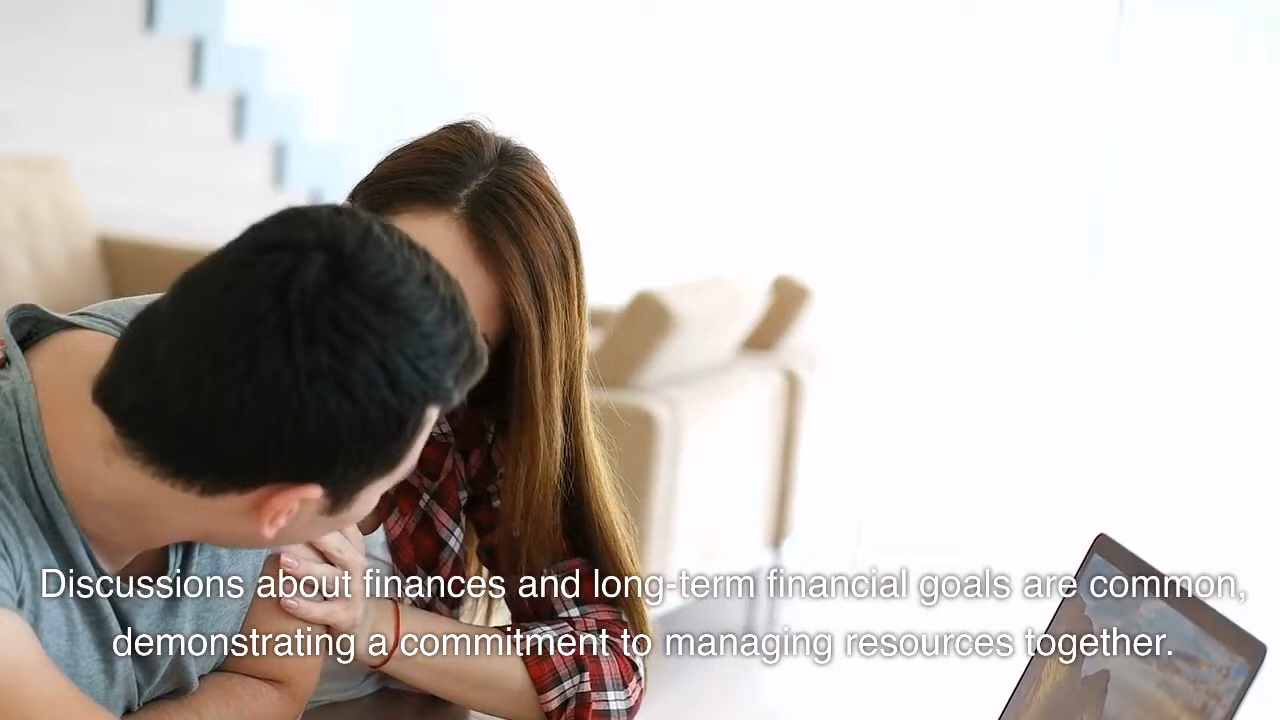 Discussions about finances and long-term financial goals are common,
demonstrating a commitment to managing resources together.